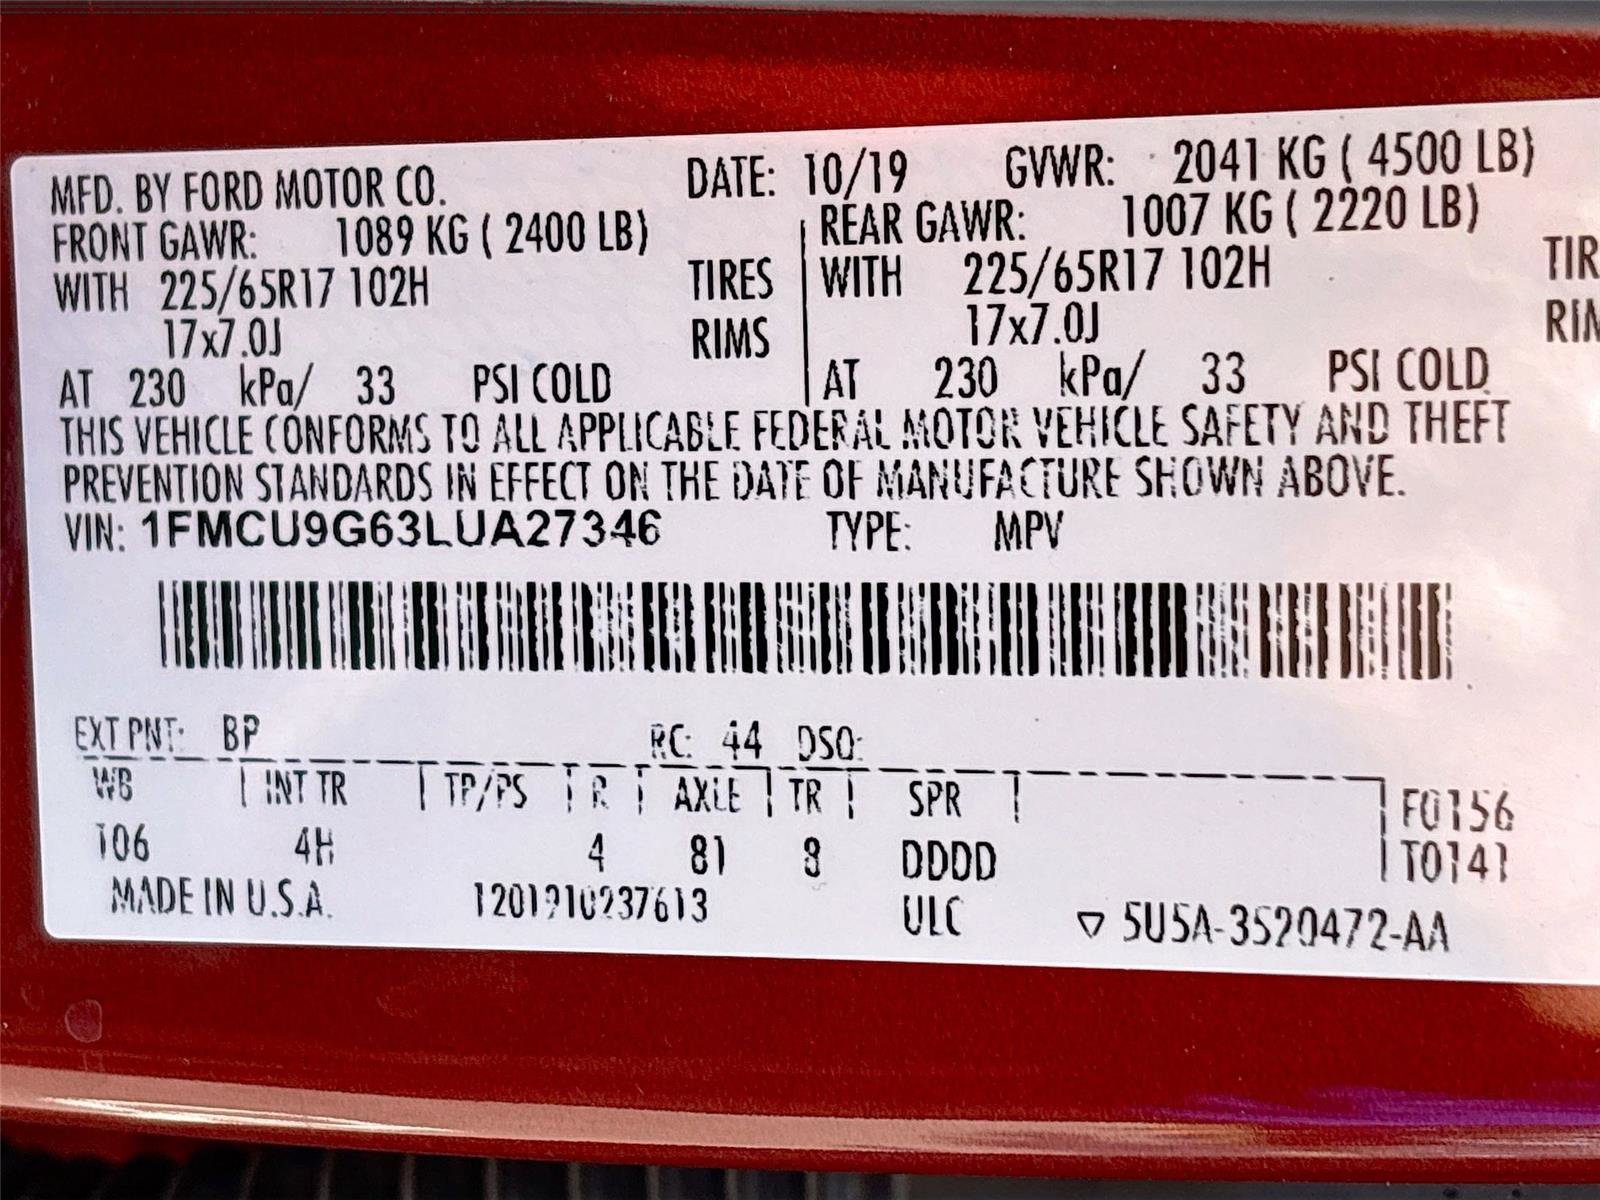 MFD. BY FORD MOTOR CO. DATE: 10/19 GVWR: 2041 KG ( 4500 LB)
FRONT GAWR: 1089 KG ( 2400 LB) REAR GAWR: 1007 KG ( 2220 LB)
WITH 225/65R17 102H TIRES WITH 225/65R17 102H TIR
17x7.0J RIMS 17x7.0J RIM
AT 230 kPa/ 33 PSI COLD AT 230 kPa/ 33 PSI COLD
THIS VEHICLE CONFORMS TO ALL APPLICABLE FEDERAL MOTOR VEHICLE SAFETY AND THEFT
PREVENTION STANDARDS IN EFFECT ON THE DATE OF MANUFACTURE SHOWN ABOVE.
VIN: 1FMCU9G63LUA27346 TYPE: MPV
EXT PNT: BP RC: 44 DSO:
WB INT TR TP/PS R AXLE TR SPR F0156
106 4H 4 81 8 DDDD T0141
MADE IN U.S.A. 1201910237613 ULC ▽ 5U5A-3520472-AA